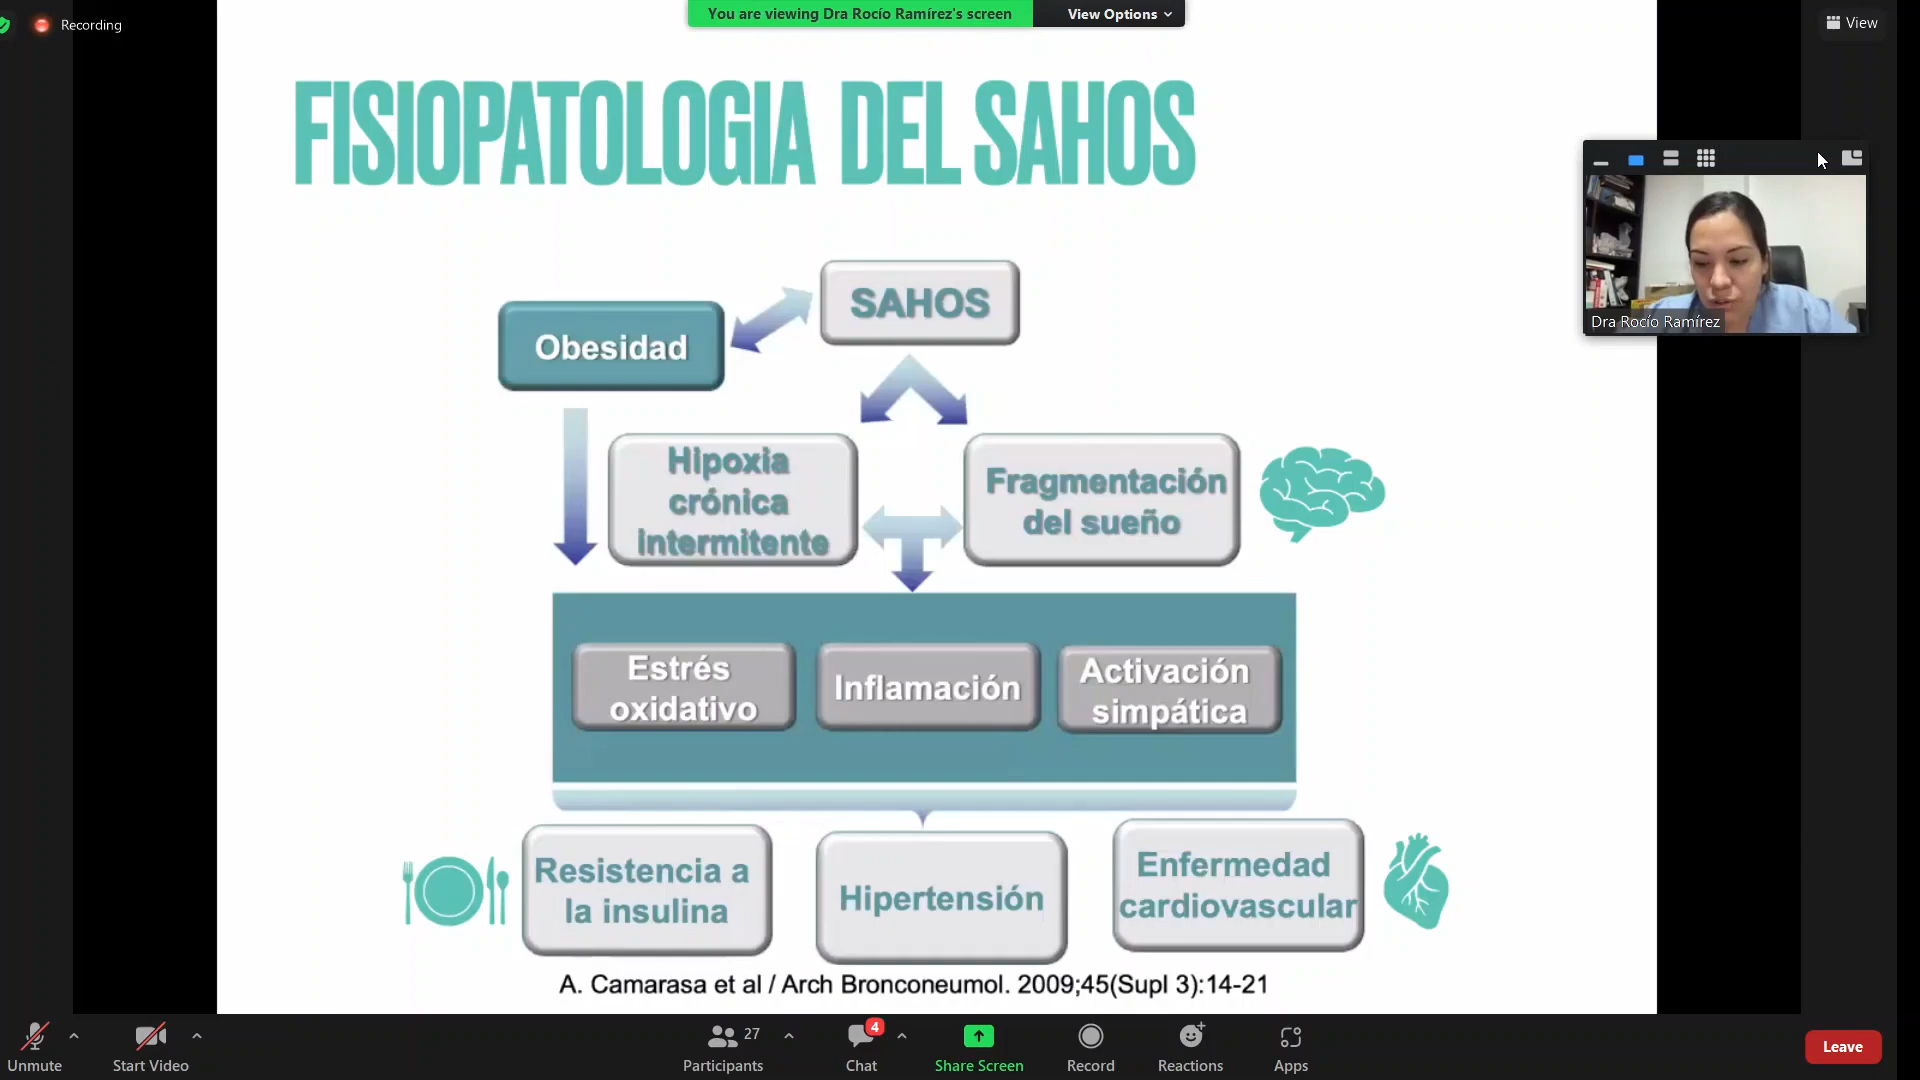 Recording
You are viewing Dra Rocío Ramírez's screen
View Options
View
FISIOPATOLOGIA DEL SAHOS
Dra Rocío Ramírez
SAHOS
Obesidad
Hipoxia
crónica
intermitente
Fragmentación
del sueño
Estrés
oxidativo
Inflamación
Activación
simpática
Resistencia a
la insulina
Hipertensión
Enfermedad
cardiovascular
A. Camarasa et al / Arch Bronconeumol. 2009;45(Supl 3):14-21
Unmute
Start Video
27
Participants
4
Chat
Share Screen
Record
Reactions
Apps
Leave